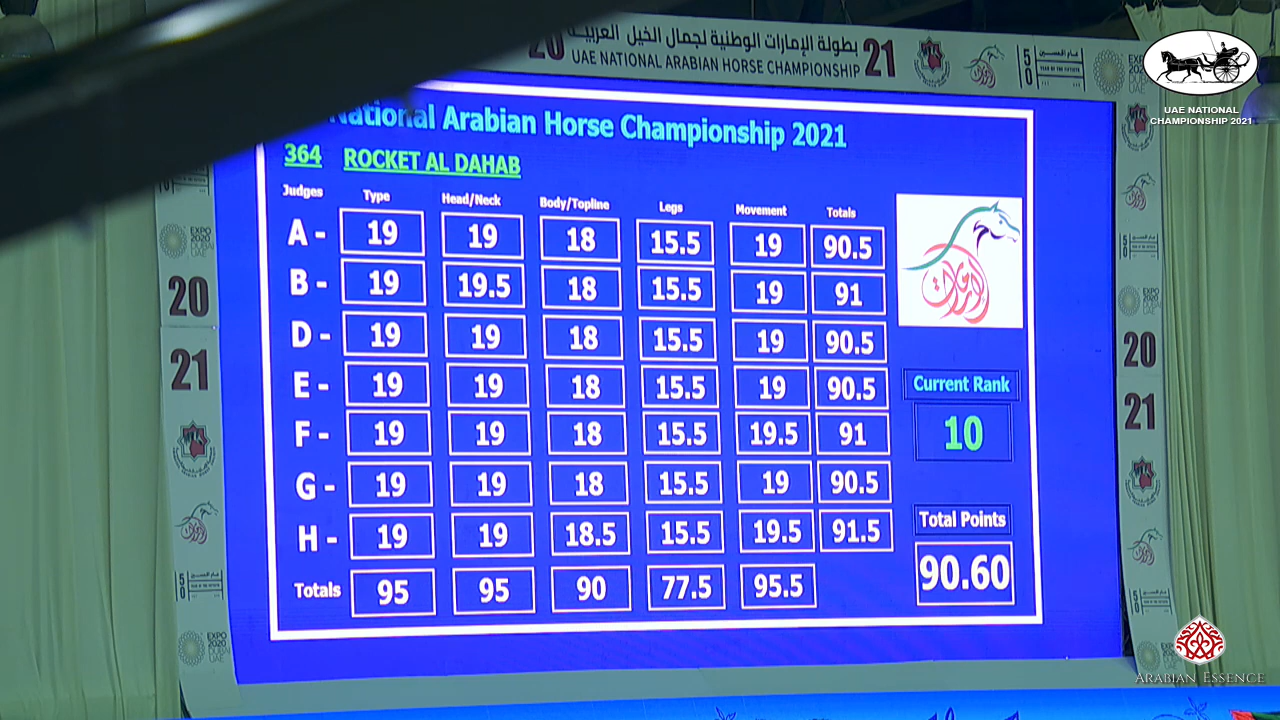 20 بطولة الإمارات الوطنية لجمال الخيل العربية 21
UAE NATIONAL ARABIAN HORSE CHAMPIONSHIP
UAE NATIONAL
CHAMPIONSHIP 2021
National Arabian Horse Championship 2021
364 ROCKET AL DAHAB
Judges Type Head/Neck Body/Topline Legs Movement Totals
A - 19 19 18 15.5 19 90.5
B - 19 19.5 18 15.5 19 91
D - 19 19 18 15.5 19 90.5
E - 19 19 18 15.5 19 90.5
F - 19 19 18 15.5 19.5 91
G - 19 19 18 15.5 19 90.5
H - 19 19 18.5 15.5 19.5 91.5
Totals 95 95 90 77.5 95.5
Current Rank
10
Total Points
90.60
20
21
20
21
EXPO
2020
DUBAI
UAE
ARABIAN ESSENCE